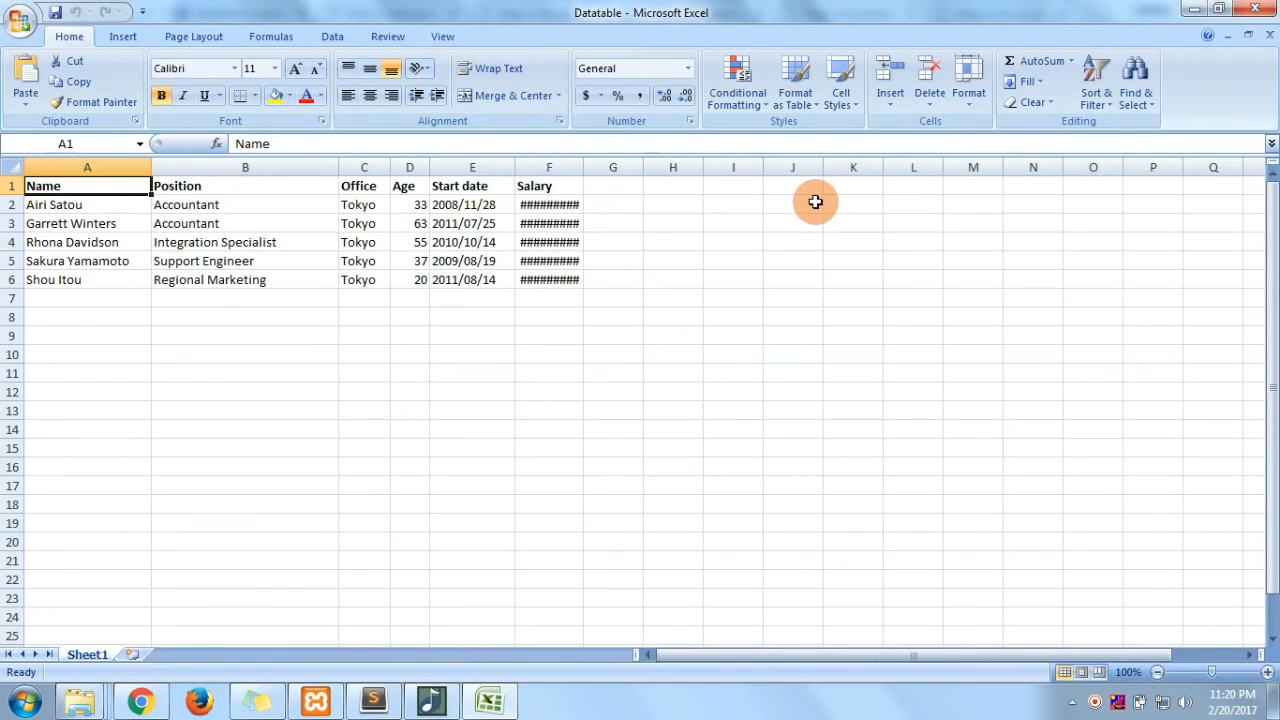 Datatable - Microsoft Excel
Home Insert Page Layout Formulas Data Review View
Paste
Cut
Copy
Format Painter
Clipboard
Calibri 11
B I U
Font
Wrap Text
Merge & Center
Alignment
General
$ % ,
Number
Conditional Formatting
Format as Table
Cell Styles
Styles
Insert Delete Format
Cells
Σ AutoSum
Fill
Clear
Sort & Filter
Find & Select
Editing
A1 fx Name
A B C D E F G H I J K L M N O P Q
1 Name Position Office Age Start date Salary
2 Airi Satou Accountant Tokyo 33 2008/11/28 #########
3 Garrett Winters Accountant Tokyo 63 2011/07/25 #########
4 Rhona Davidson Integration Specialist Tokyo 55 2010/10/14 #########
5 Sakura Yamamoto Support Engineer Tokyo 37 2009/08/19 #########
6 Shou Itou Regional Marketing Tokyo 20 2011/08/14 #########
7
8
9
10
11
12
13
14
15
16
17
18
19
20
21
22
23
24
25
Sheet1
Ready 100%
11:20 PM
2/20/2017